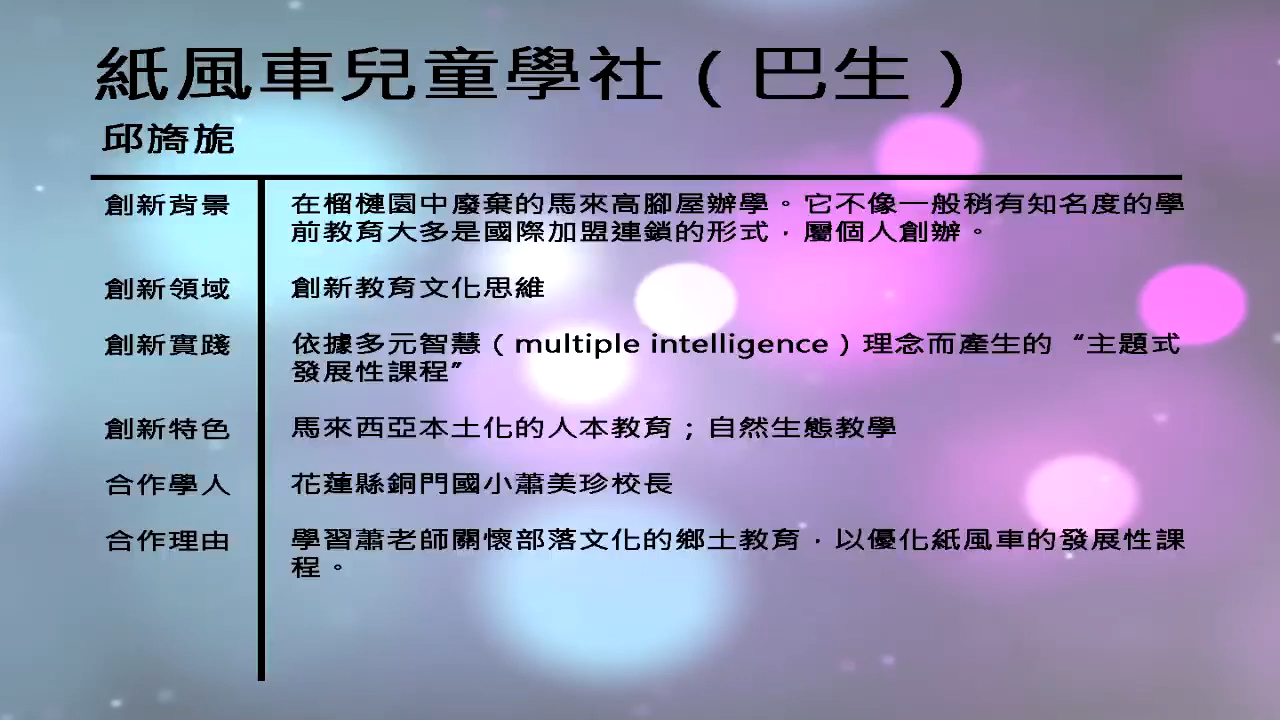 紙風車兒童學社（巴生）
邱旖旎
創新背景 在榴槤園中廢棄的馬來高腳屋辦學。它不像一般稍有知名度的學
前教育大多是國際加盟連鎖的形式，屬個人創辦。
創新領域 創新教育文化思維
創新實踐 依據多元智慧（multiple intelligence）理念而產生的“主題式
發展性課程”
創新特色 馬來西亞本土化的人本教育；自然生態教學
合作學人 花蓮縣銅門國小蕭美珍校長
合作理由 學習蕭老師關懷部落文化的鄉土教育，以優化紙風車的發展性課
程。